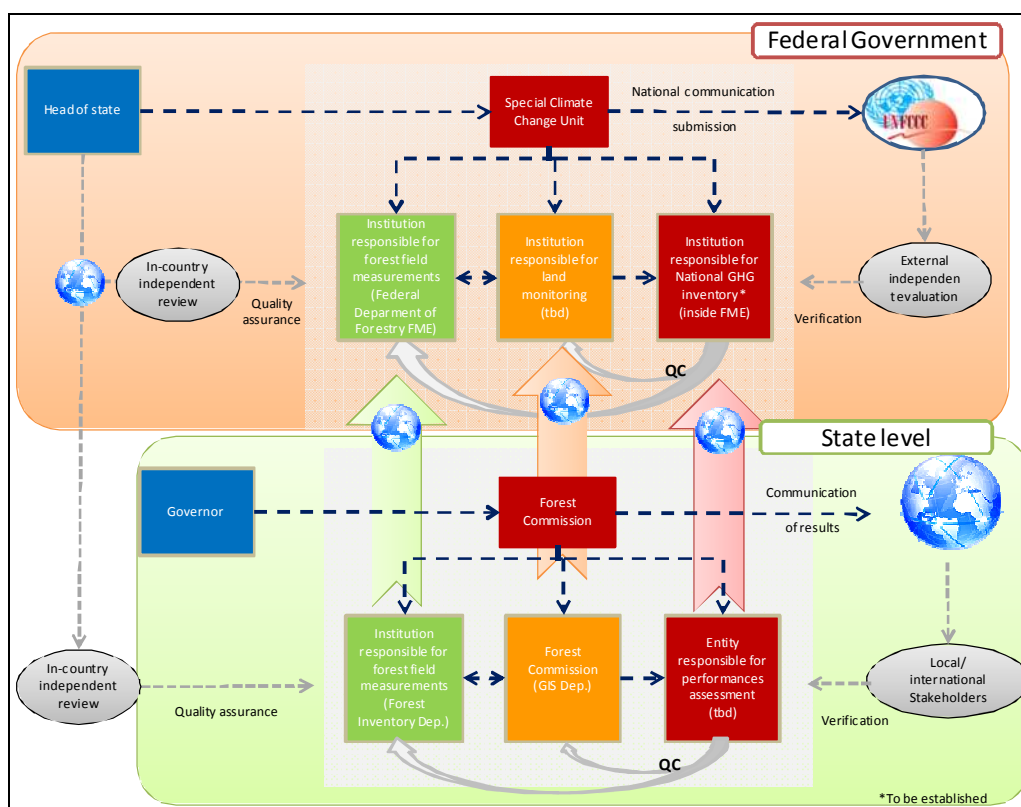 Federal Government
Head of state
Special Climate
Change Unit
National communication
submission
UNFCCC
Institution
responsible for
forest field
measurements
(Federal
Deparment of
Forestry FME)
Institution
responsible for
land
monitoring
(tbd)
Institution
responsible for
National GHG
inventory*
(inside FME)
In-country
independent
review
Quality
assurance
External
independen
tevaluation
Verification
QC
State level
Governor
Forest
Commission
Communication
of results
Institution
responsible for
forest field
measurements
(Forest
Inventory Dep.)
Forest
Commission
(GIS Dep.)
Entity
responsible for
performances
assessment
(tbd)
In-country
independent
review
Quality assurance
Local/
international
Stakeholders
Verification
QC
*To be established